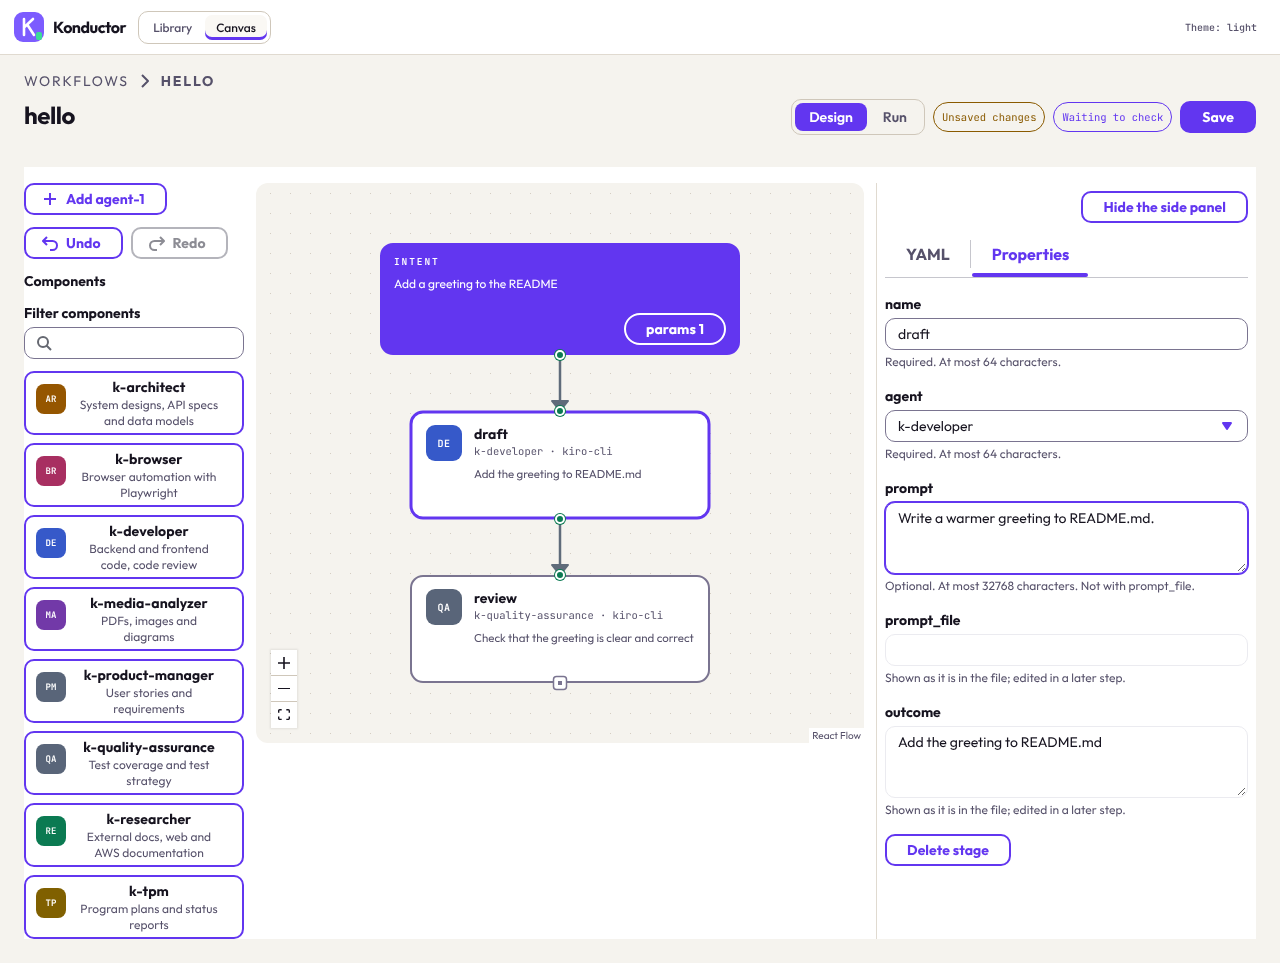 Konductor
Library
Canvas
Theme: light
WORKFLOWS
HELLO
hello
Design
Run
Unsaved changes
Waiting to check
Save
Add agent-1
Undo
Redo
Components
Filter components
AR
k-architect
System designs, API specs
and data models
BR
k-browser
Browser automation with
Playwright
DE
k-developer
Backend and frontend
code, code review
MA
k-media-analyzer
PDFs, images and
diagrams
PM
k-product-manager
User stories and
requirements
QA
k-quality-assurance
Test coverage and test
strategy
RE
k-researcher
External docs, web and
AWS documentation
TP
k-tpm
Program plans and status
reports
INTENT
Add a greeting to the README
params 1
DE
draft
k-developer · kiro-cli
Add the greeting to README.md
QA
review
k-quality-assurance · kiro-cli
Check that the greeting is clear and correct
React Flow
Hide the side panel
YAML
Properties
name
draft
Required. At most 64 characters.
agent
k-developer
Required. At most 64 characters.
prompt
Write a warmer greeting to README.md.
Optional. At most 32768 characters. Not with prompt_file.
prompt_file
Shown as it is in the file; edited in a later step.
outcome
Add the greeting to README.md
Shown as it is in the file; edited in a later step.
Delete stage